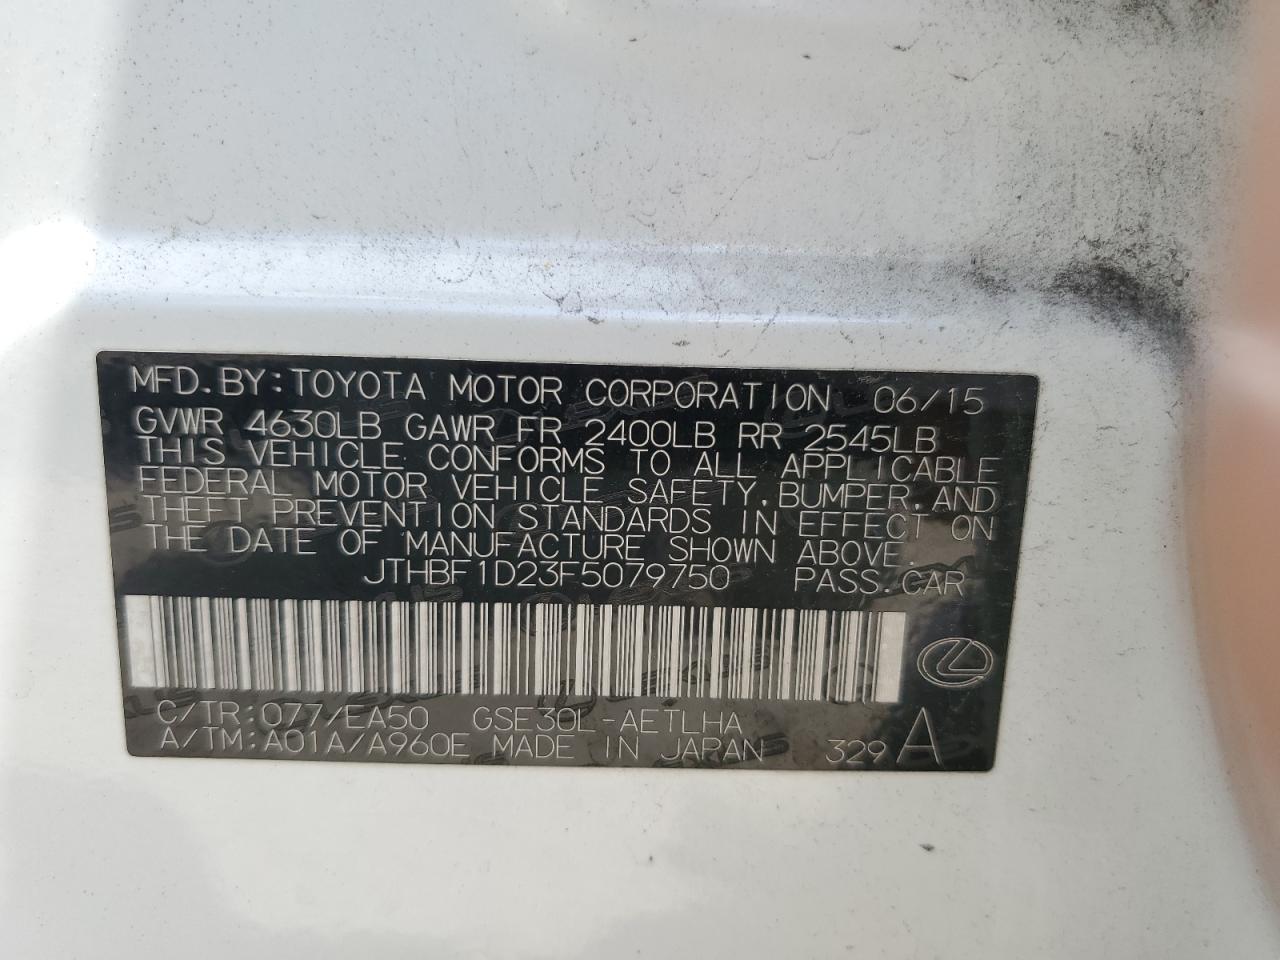 MFD.BY:TOYOTA MOTOR CORPORATION 06/15
GVWR 4630LB GAWR FR 2400LB RR 2545LB
THIS VEHICLE CONFORMS TO ALL APPLICABLE
FEDERAL MOTOR VEHICLE SAFETY,BUMPER,AND
THEFT PREVENTION STANDARDS IN EFFECT ON
THE DATE OF MANUFACTURE SHOWN ABOVE.
JTHBF1D23F5079750 PASS.CAR
C/TR:077/EA50 GSE30L-AETLHA
A/TM:A01A/A960E MADE IN JAPAN 329 A